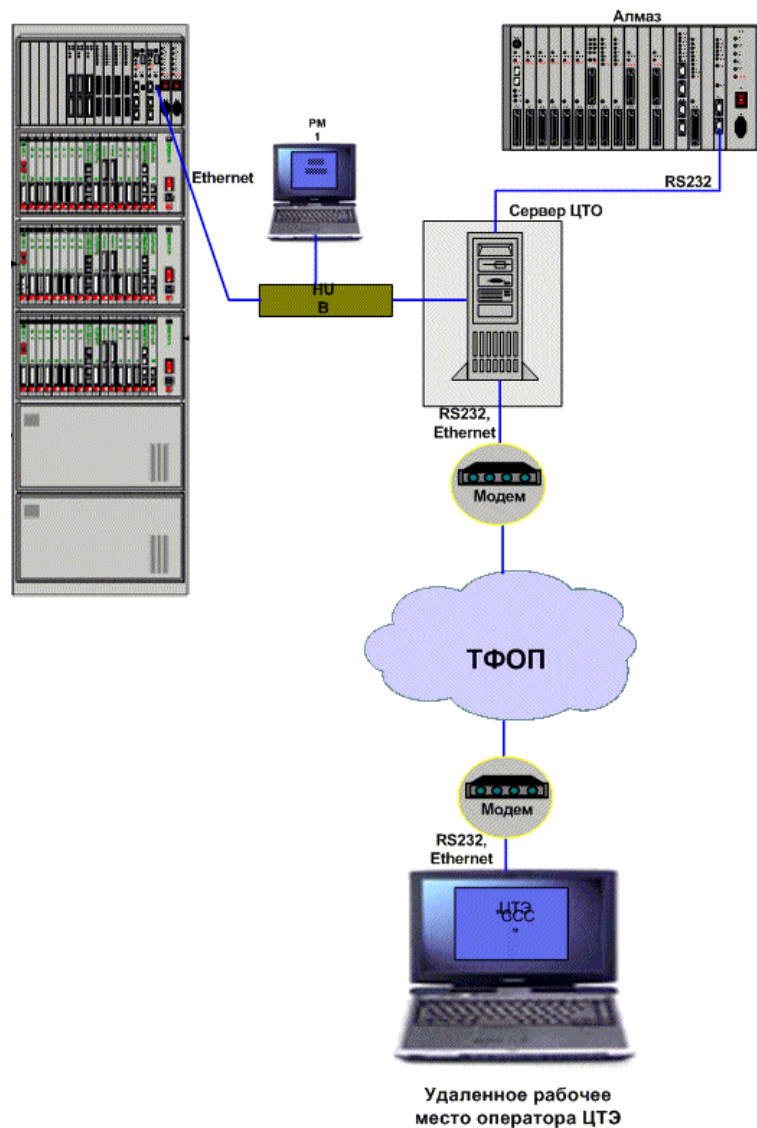 Алмаз
РМ
1
Ethernet
RS232
Сервер ЦТО
HU
B
RS232,
Ethernet
Модем
ТФОП
Модем
RS232,
Ethernet
ЦТЭ
"ССС
"
Удаленное рабочее
место оператора ЦТЭ